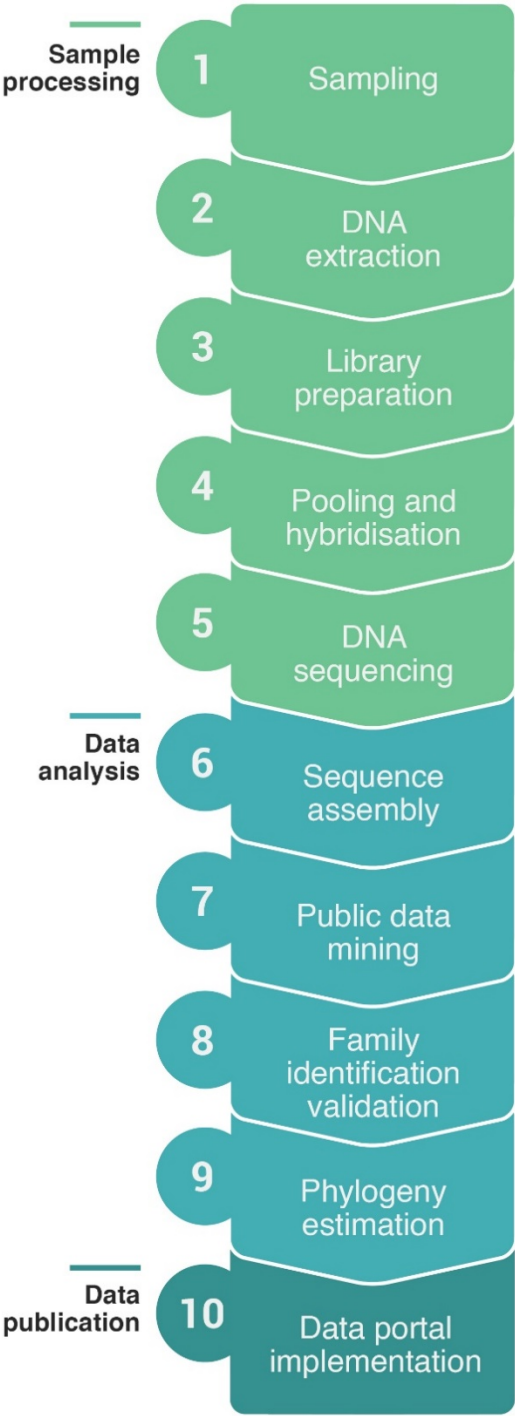 Sample
processing
1
Sampling
2
DNA
extraction
3
Library
preparation
4
Pooling and
hybridisation
5
DNA
sequencing
Data
analysis
6
Sequence
assembly
7
Public data
mining
8
Family
identification
validation
9
Phylogeny
estimation
Data
publication
10
Data portal
implementation